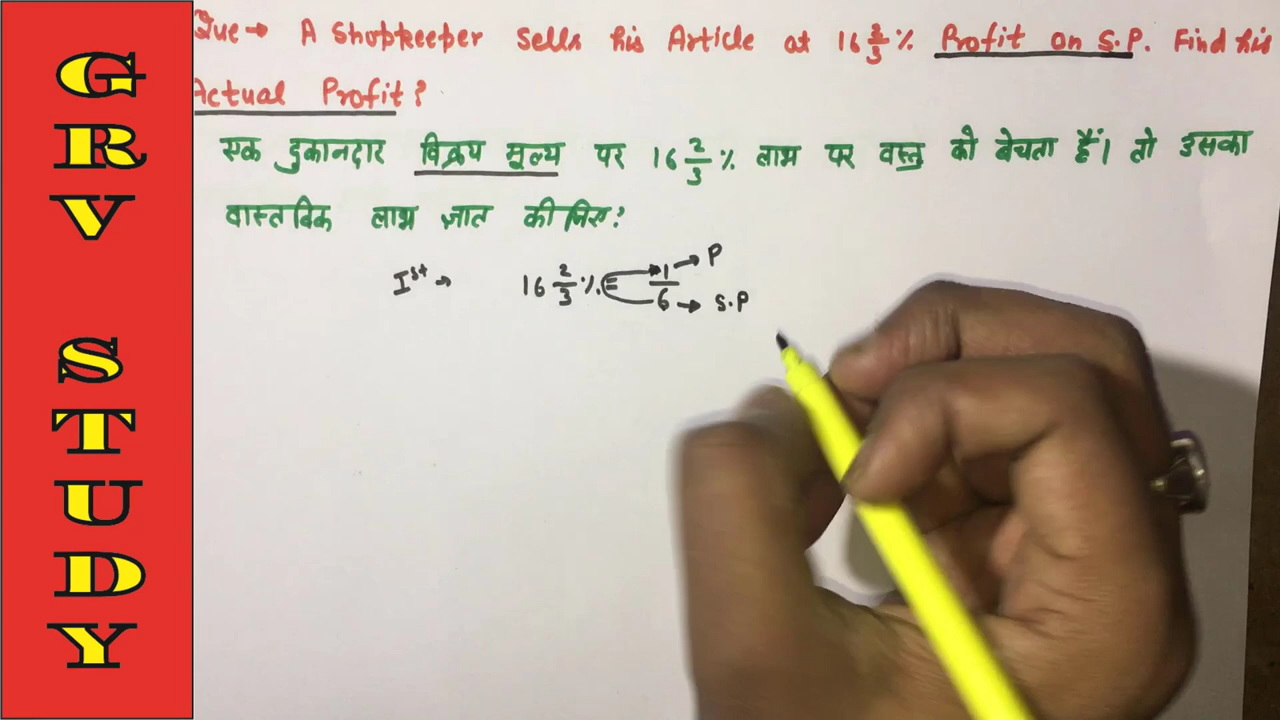 GRV STUDY
Que→ A Shopkeeper sells his Article at 16 2/3 % Profit on S.P. Find his
Actual Profit?
एक दुकानदार विक्रय मूल्य पर 16 2/3 % लाभ पर वस्तु को बेचता हैं। तो उसका
वास्तविक लाभ ज्ञात कीजिए?
Ist → 16 2/3 % = 1/6 → P
→ S.P